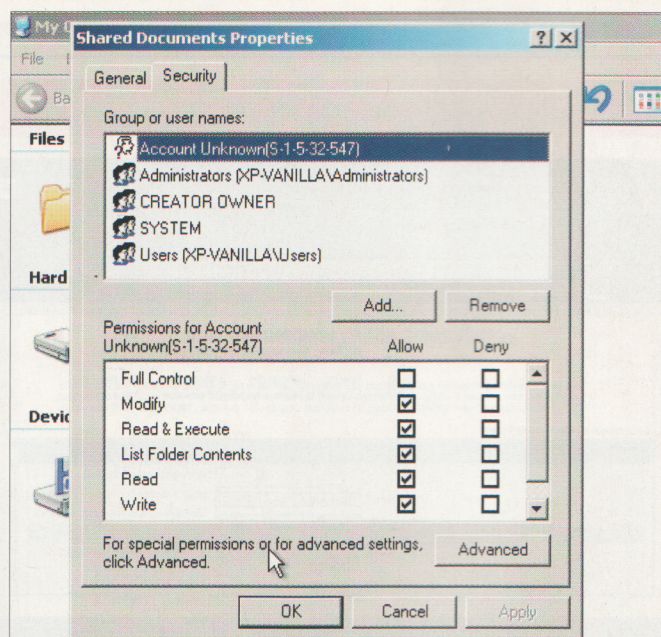 My
Shared Documents Properties
File
General Security
Ba
Group or user names:
Files
Account Unknown(S-1-5-32-547)
Administrators (XP-VANILLA\Administrators)
CREATOR OWNER
SYSTEM
Users (XP-VANILLA\Users)
Hard
Add... Remove
Permissions for Account
Unknown(S-1-5-32-547) Allow Deny
Full Control
Modify
Devic
Read & Execute
List Folder Contents
Read
Write
For special permissions or for advanced settings,
click Advanced.
Advanced
OK Cancel Apply